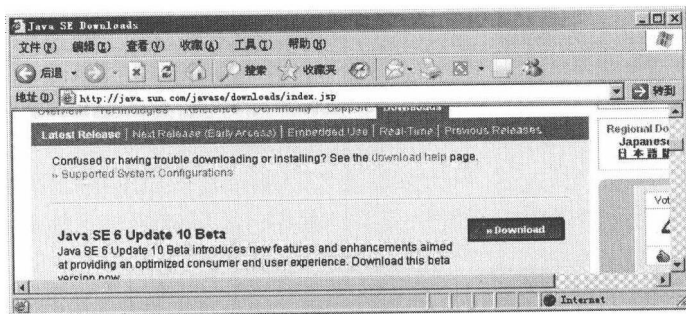 Java SE Downloads
文件(F) 编辑(E) 查看(V) 收藏(A) 工具(T) 帮助(H)
后退 搜索 收藏夹
地址(D) http://java.sun.com/javase/downloads/index.jsp 转到
Overview Technologies Reference Community Support Downloads
Latest Release | Next Release (Early Access) | Embedded Use | Real-Time | Previous Releases
Regional Do
Japanese
日本語
Confused or having trouble downloading or installing? See the download help page.
» Supported System Configurations
Vot
Java SE 6 Update 10 Beta
» Download
Java SE 6 Update 10 Beta introduces new features and enhancements aimed
at providing an optimized consumer end user experience. Download this beta
version now.
Internet